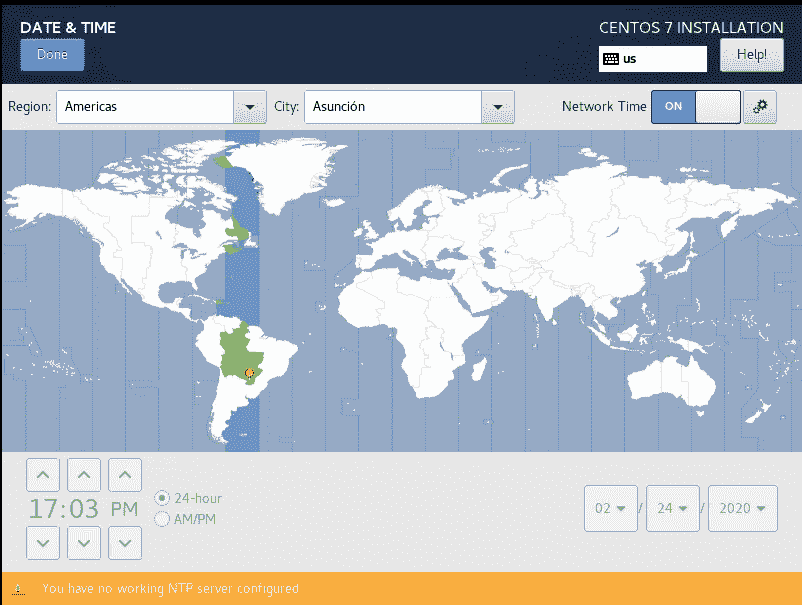 DATE & TIME
CENTOS 7 INSTALLATION
Done
us
Help!
Region: Americas City: Asunción Network Time ON
17:03 PM
24-hour
AM/PM
02 / 24 / 2020
You have no working NTP server configured